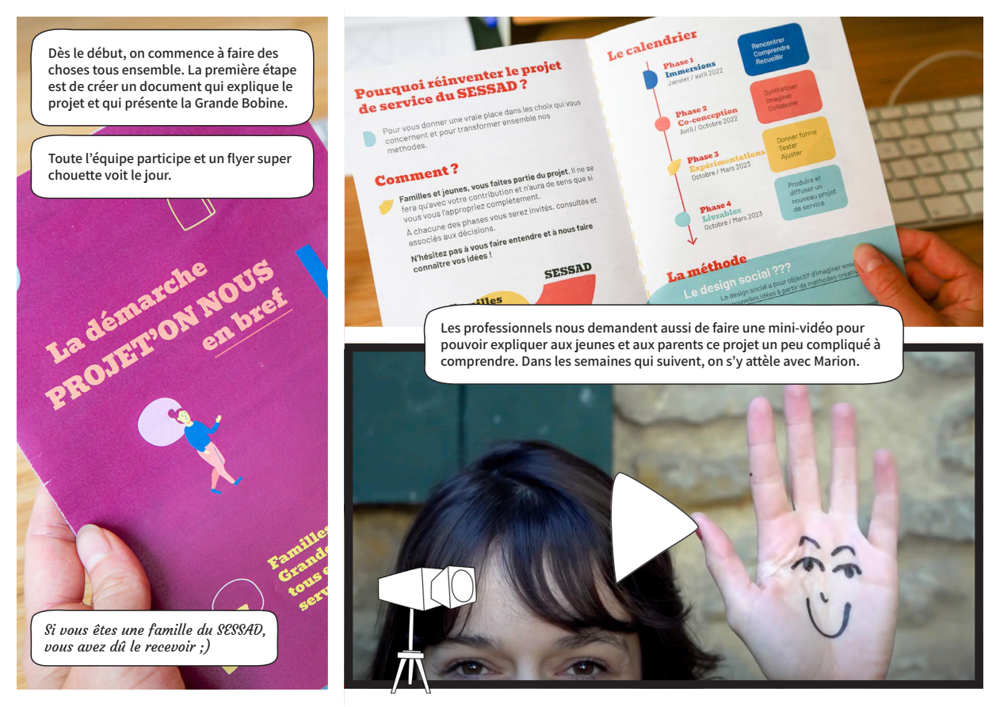 Dès le début, on commence à faire des
choses tous ensemble. La première étape
est de créer un document qui explique le
projet et qui présente la Grande Bobine.
Toute l'équipe participe et un flyer super
chouette voit le jour.
La démarche
PROJET'ON NOUS
en bref
Familles
Grande
tous e
serv
Si vous êtes une famille du SESSAD,
vous avez dû le recevoir ;)
Pourquoi réinventer le projet
de service du SESSAD ?
Pour vous donner une vraie place dans les choix qui vous
concernent et pour transformer ensemble nos
méthodes.
Comment ?
Familles et jeunes, vous faites partie du projet. Il ne se
fera qu'avec votre contribution et n'aura de sens que si
vous vous l'appropriez complètement.
À chacune des phases vous serez invités, consultés et
associés aux décisions.
N'hésitez pas à vous faire entendre et à nous faire
connaître vos idées !
SESSAD
illes
Le calendrier
Phase 1
Immersions
Janvier / avril 2022
Rencontrer
Comprendre
Recueillir
Phase 2
Co-conception
Avril / Octobre 2022
Synthétiser
Imaginer
Collaborer
Phase 3
Expérimentations
Octobre / Mars 2023
Donner forme
Tester
Ajuster
Phase 4
Livrables
Octobre / Mars 2023
Produire et
diffuser un
nouveau projet
de service
La méthode
Le design social ???
Le design social a pour objectif d'imaginer ense
nouvelles idées à partir de méthodes créativ
Les professionnels nous demandent aussi de faire une mini-vidéo pour
pouvoir expliquer aux jeunes et aux parents ce projet un peu compliqué à
comprendre. Dans les semaines qui suivent, on s'y attèle avec Marion.